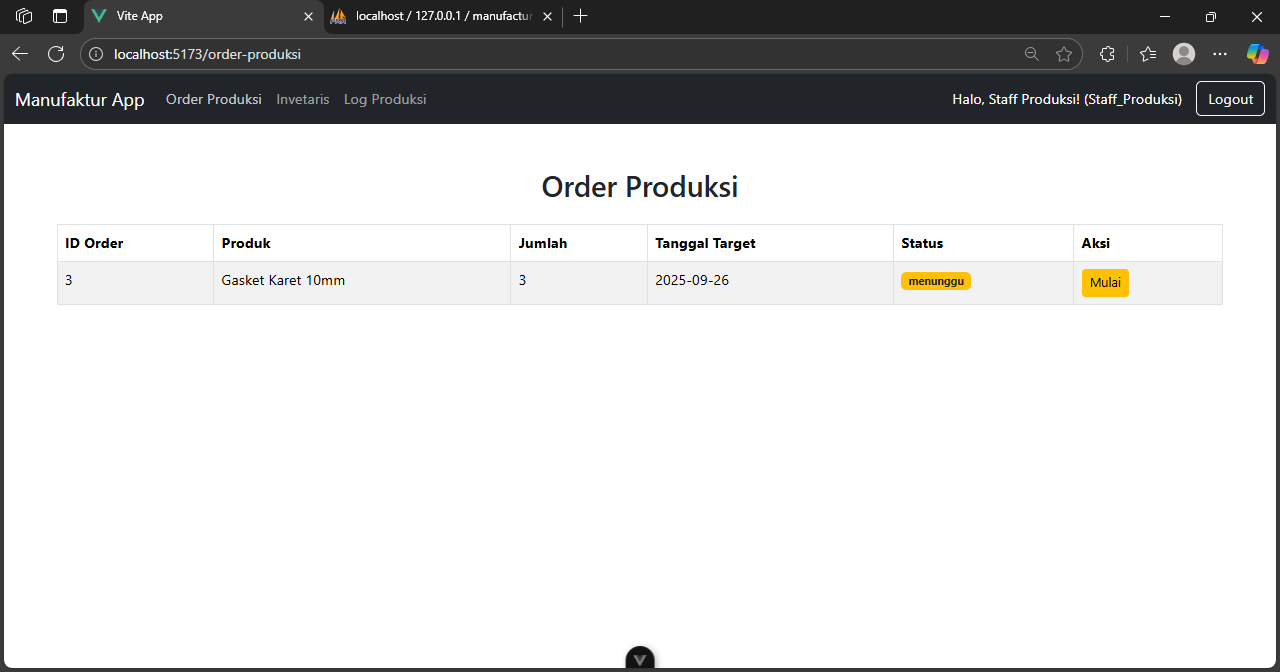 Vite App
localhost / 127.0.0.1 / manufactur
localhost:5173/order-produksi
Manufaktur App Order Produksi Invetaris Log Produksi Halo, Staff Produksi! (Staff_Produksi) Logout
Order Produksi
ID Order Produk Jumlah Tanggal Target Status Aksi
3 Gasket Karet 10mm 3 2025-09-26 menunggu Mulai